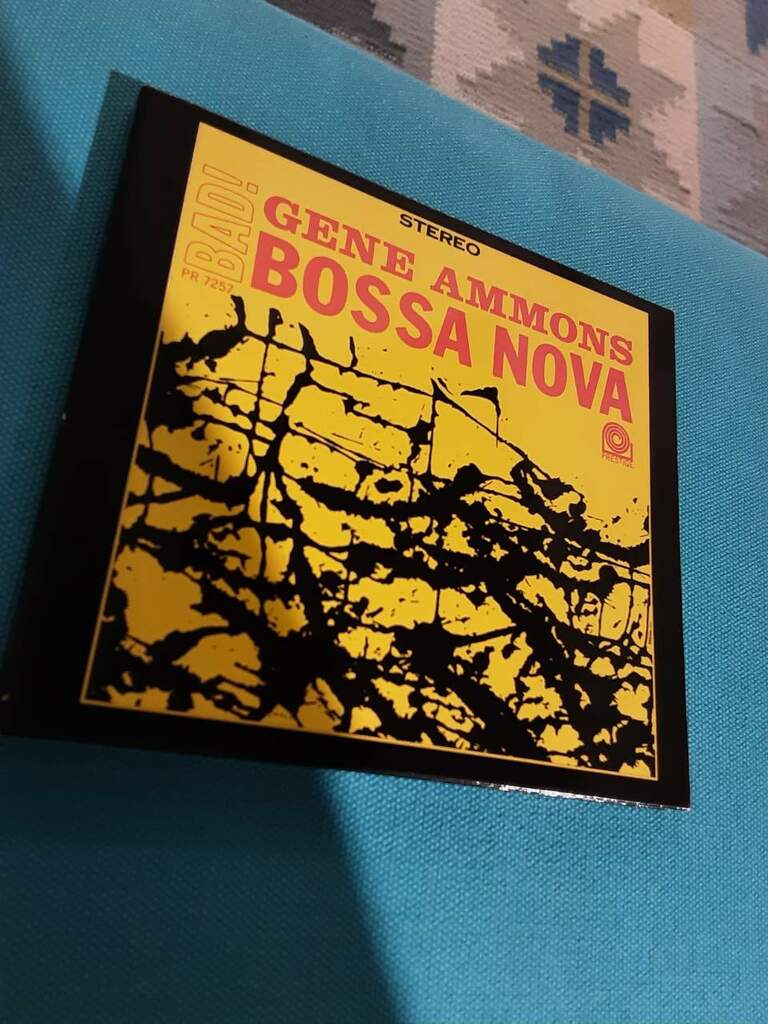 STEREO
BAD!
GENE AMMONS
BOSSA NOVA
PR 7257
PRESTIGE